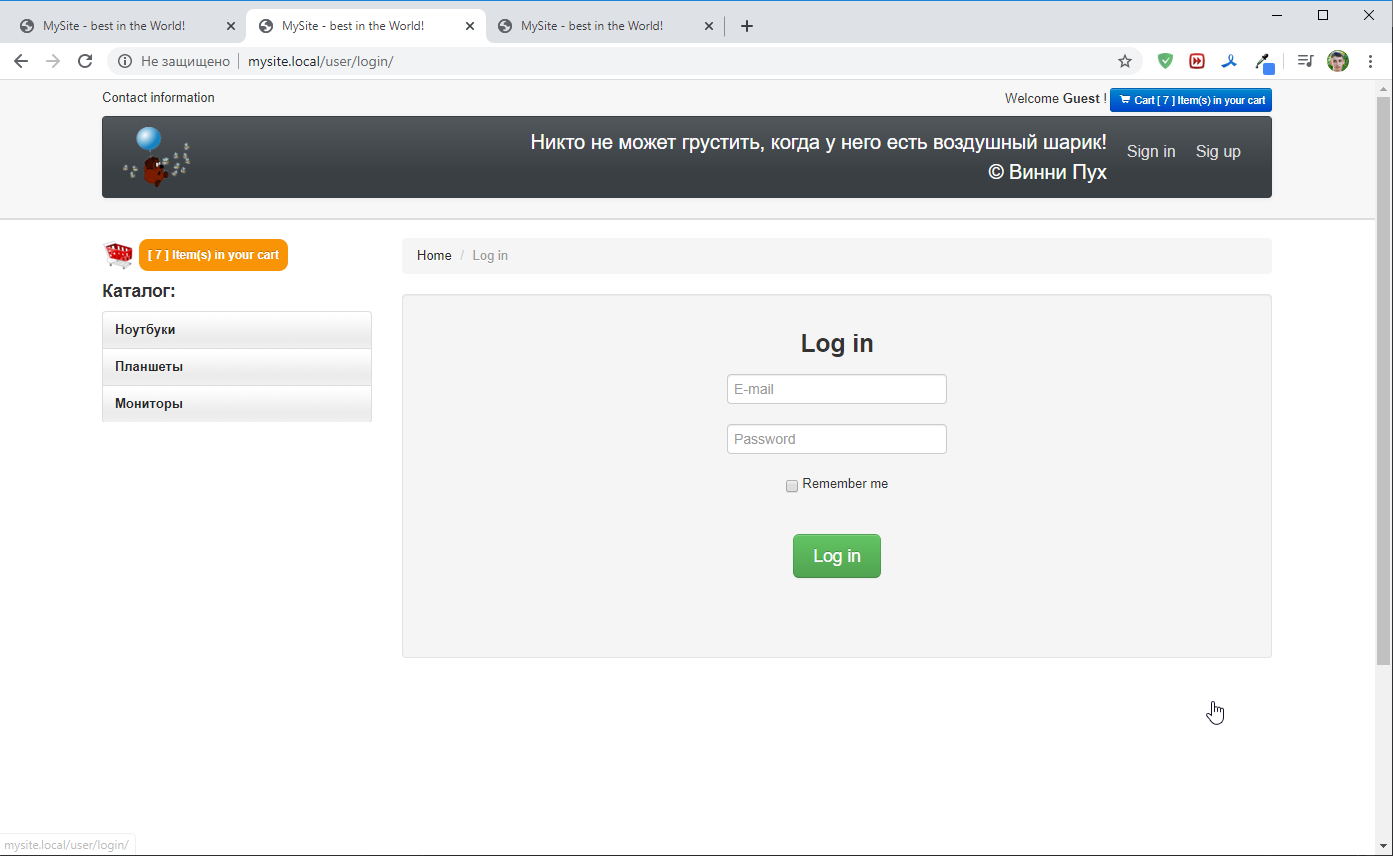 MySite - best in the World!
MySite - best in the World!
MySite - best in the World!
Не защищено
mysite.local/user/login/
Contact information
Welcome Guest !
Cart [ 7 ] Item(s) in your cart
Никто не может грустить, когда у него есть воздушный шарик!
© Винни Пух
Sign in
Sig up
[ 7 ] Item(s) in your cart
Home / Log in
Каталог:
Ноутбуки
Планшеты
Мониторы
Log in
E-mail
Password
Remember me
Log in
mysite.local/user/login/